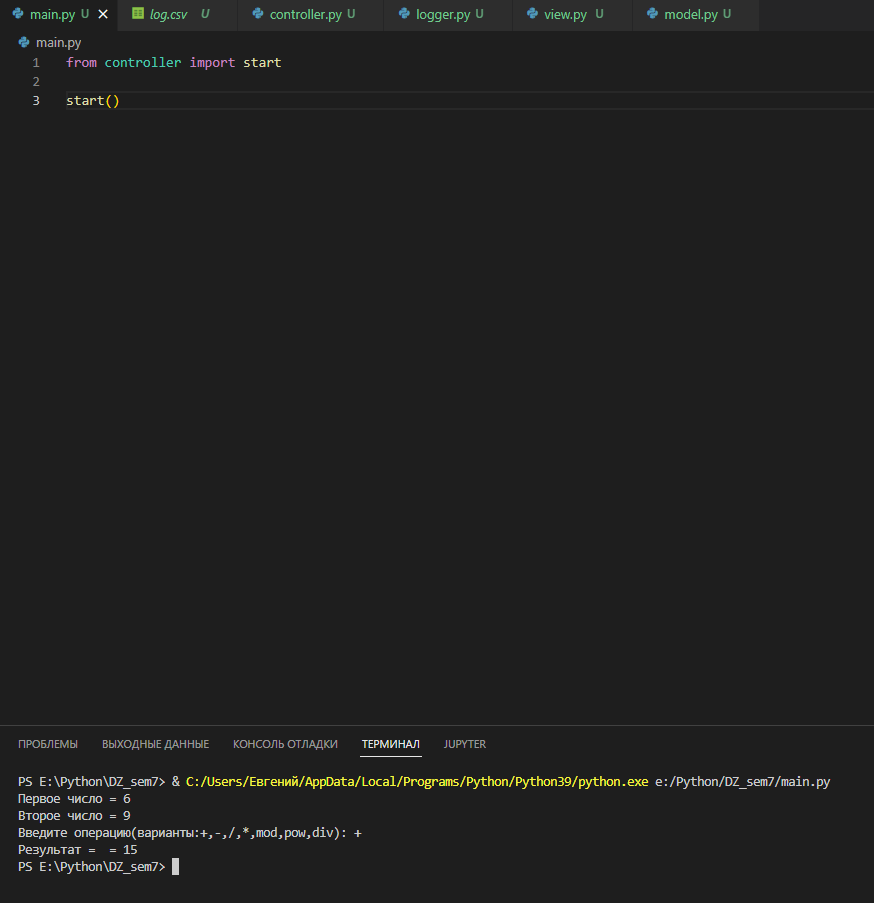 main.py U log.csv U controller.py U logger.py U view.py U model.py U
main.py
1 from controller import start
2
3 start()
ПРОБЛЕМЫ ВЫХОДНЫЕ ДАННЫЕ КОНСОЛЬ ОТЛАДКИ ТЕРМИНАЛ JUPYTER
PS E:\Python\DZ_sem7> & C:/Users/Евгений/AppData/Local/Programs/Python/Python39/python.exe e:/Python/DZ_sem7/main.py
Первое число = 6
Второе число = 9
Введите операцию(варианты:+,-,/,*,mod,pow,div): +
Результат =  = 15
PS E:\Python\DZ_sem7>